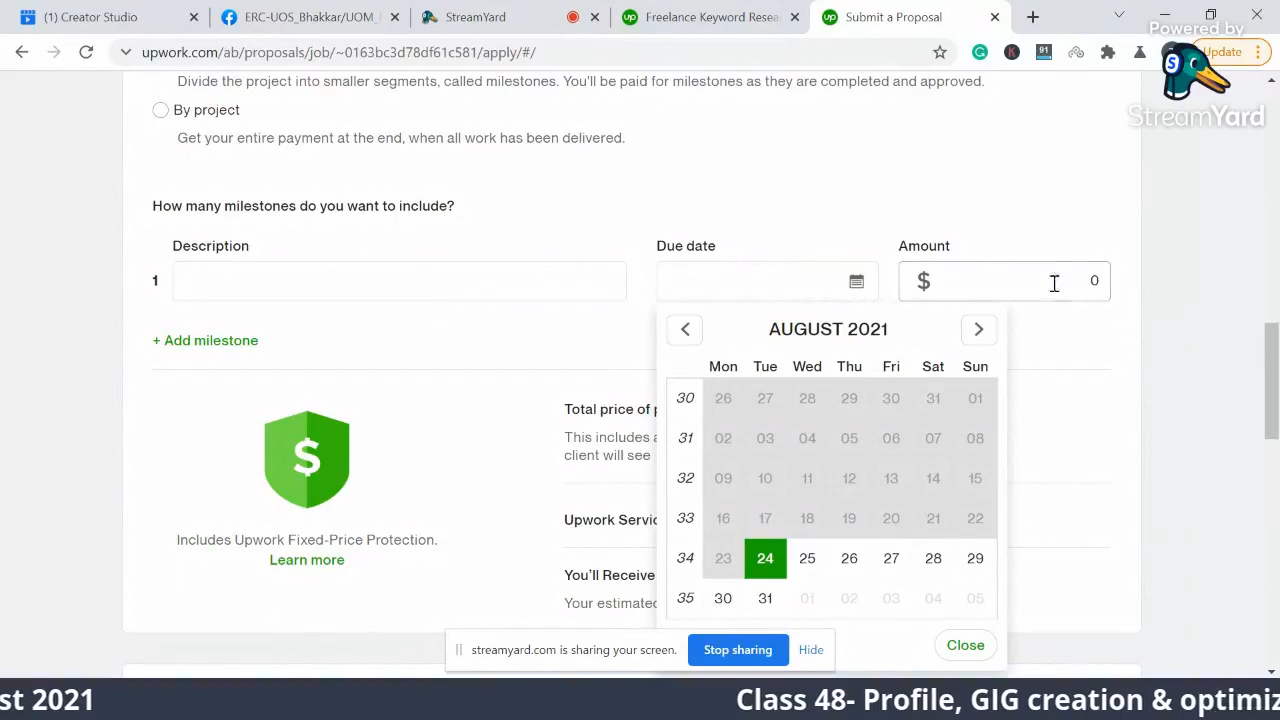 (1) Creator Studio
ERC-UOS_Bhakkar/UOM_
StreamYard
Freelance Keyword Resea
Submit a Proposal
Powered by
upwork.com/ab/proposals/job/~0163bc3d78df61c581/apply/#/
91
Update
StreamYard
Divide the project into smaller segments, called milestones. You'll be paid for milestones as they are completed and approved.
By project
Get your entire payment at the end, when all work has been delivered.
How many milestones do you want to include?
Description Due date Amount
1 $ 0
+ Add milestone
AUGUST 2021
Mon Tue Wed Thu Fri Sat Sun
30 26 27 28 29 30 31 01
31 02 03 04 05 06 07 08
32 09 10 11 12 13 14 15
33 16 17 18 19 20 21 22
34 23 24 25 26 27 28 29
35 30 31 01 02 03 04 05
Close
$
Includes Upwork Fixed-Price Protection.
Learn more
Total price of p
This includes a
client will see
Upwork Servic
You'll Receive
Your estimated
streamyard.com is sharing your screen. Stop sharing Hide
st 2021 Class 48- Profile, GIG creation & optimiz